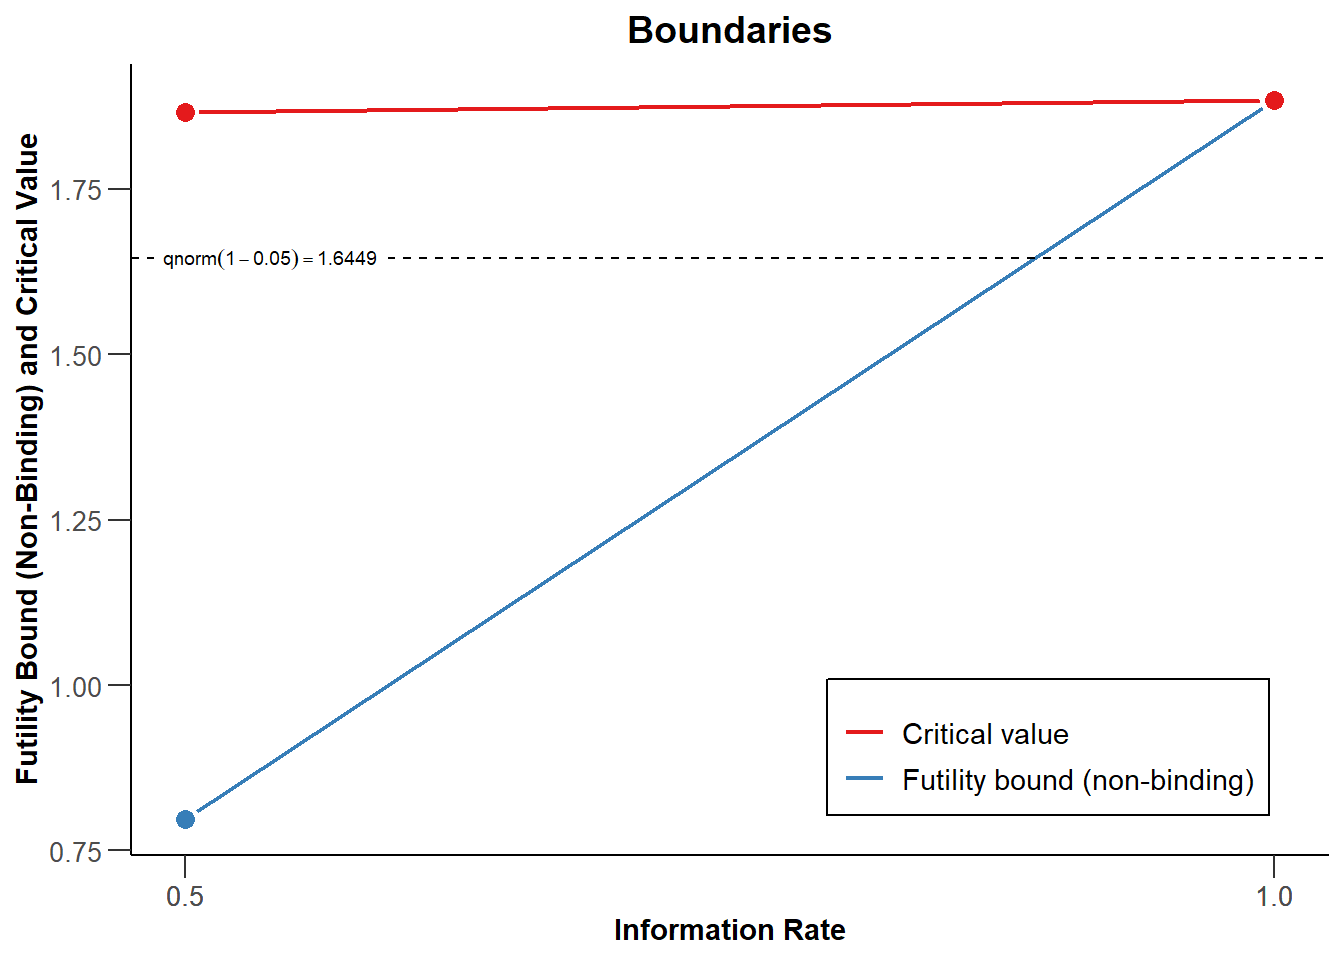 Boundaries
Futility Bound (Non-Binding) and Critical Value
1.75
1.50
1.25
1.00
0.75
qnorm(1 − 0.05) = 1.6449
Critical value
Futility bound (non-binding)
0.5
1.0
Information Rate